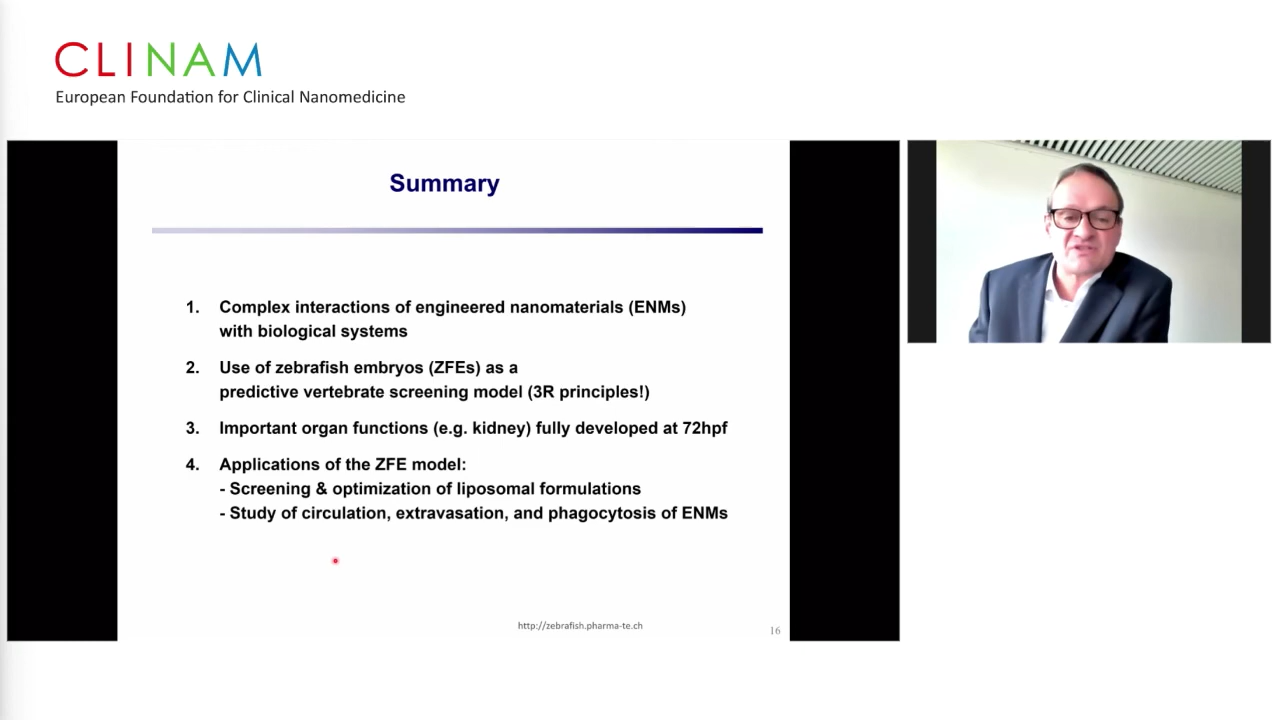 CLINAM
European Foundation for Clinical Nanomedicine
Summary
1. Complex interactions of engineered nanomaterials (ENMs)
with biological systems
2. Use of zebrafish embryos (ZFEs) as a
predictive vertebrate screening model (3R principles!)
3. Important organ functions (e.g. kidney) fully developed at 72hpf
4. Applications of the ZFE model:
- Screening & optimization of liposomal formulations
- Study of circulation, extravasation, and phagocytosis of ENMs
http://zebrafish.pharma-te.ch
16